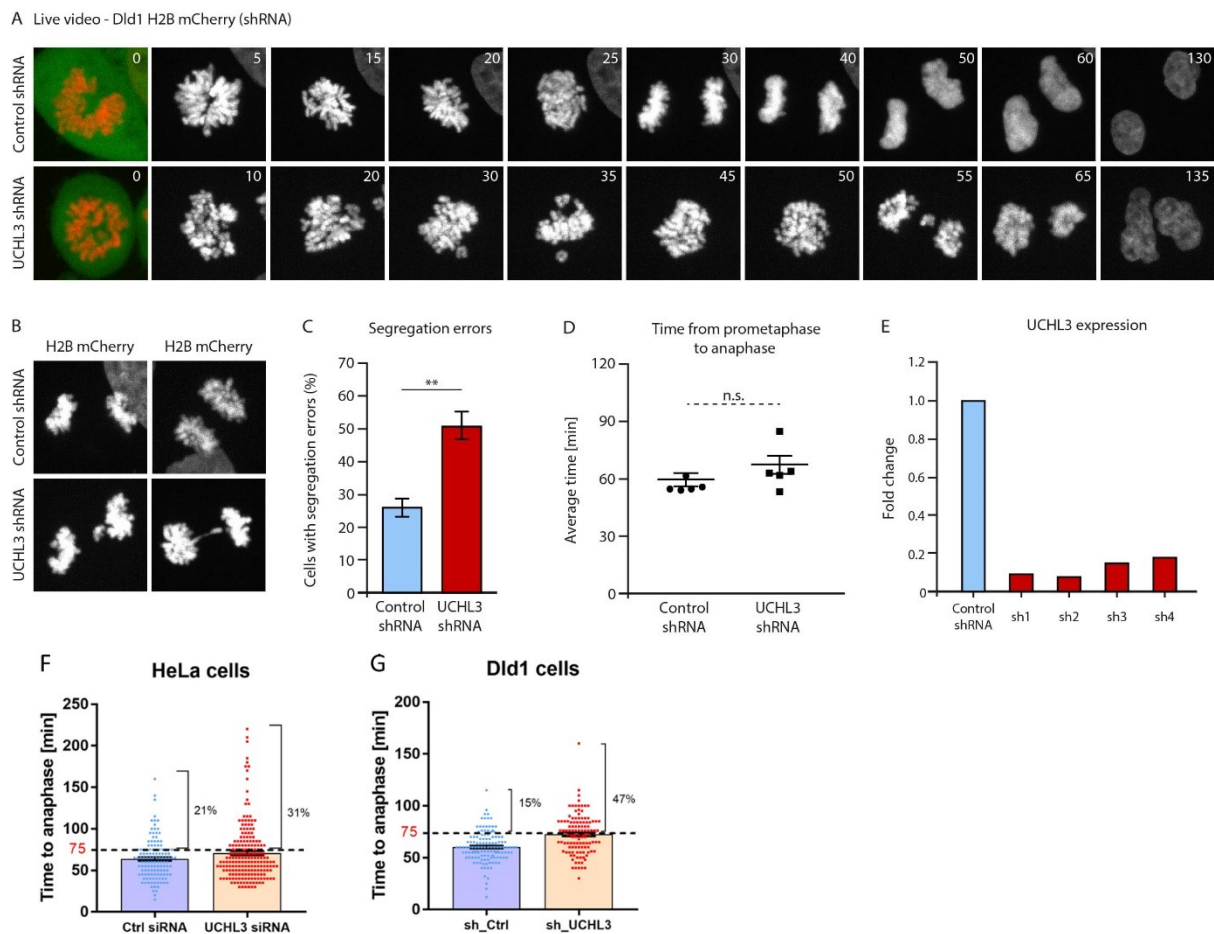 A Live video - Dld1 H2B mCherry (shRNA)
Control shRNA
0 5 15 20 25 30 40 50 60 130
UCHL3 shRNA
0 10 20 30 35 45 50 55 65 135
B
H2B mCherry H2B mCherry
Control shRNA
UCHL3 shRNA
C
Segregation errors
Cells with segregation errors (%)
70
60
50
40
30
20
10
0
**
Control shRNA
UCHL3 shRNA
D
Time from prometaphase
to anaphase
Average time [min]
120
90
60
30
0
n.s.
Control shRNA
UCHL3 shRNA
E
UCHL3 expression
Fold change
1.2
1.0
0.8
0.6
0.4
0.2
0
Control shRNA
sh1 sh2 sh3 sh4
F
HeLa cells
Time to anaphase [min]
250
200
150
100
75
50
0
21%
31%
Ctrl siRNA UCHL3 siRNA
G
Dld1 cells
Time to anaphase [min]
200
150
100
75
50
0
15%
47%
sh_Ctrl sh_UCHL3